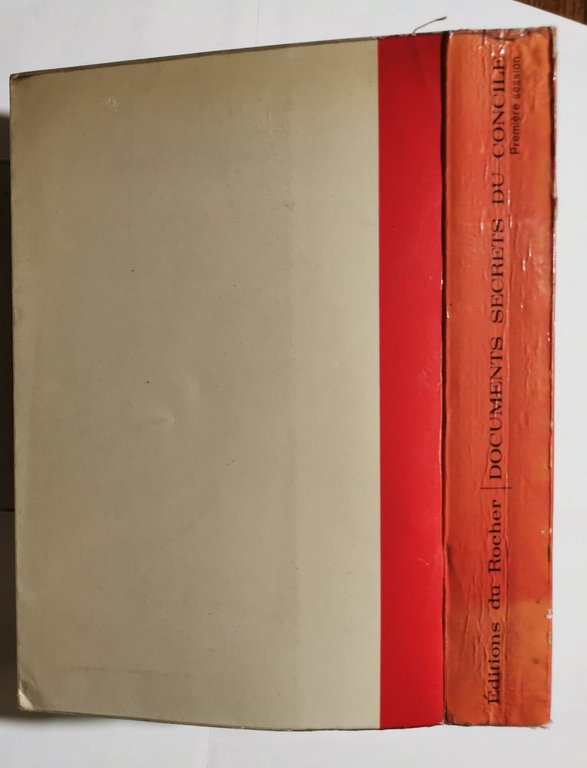 Éditions du Rocher | DOCUMENTS SECRETS DU CONCILE
Première session